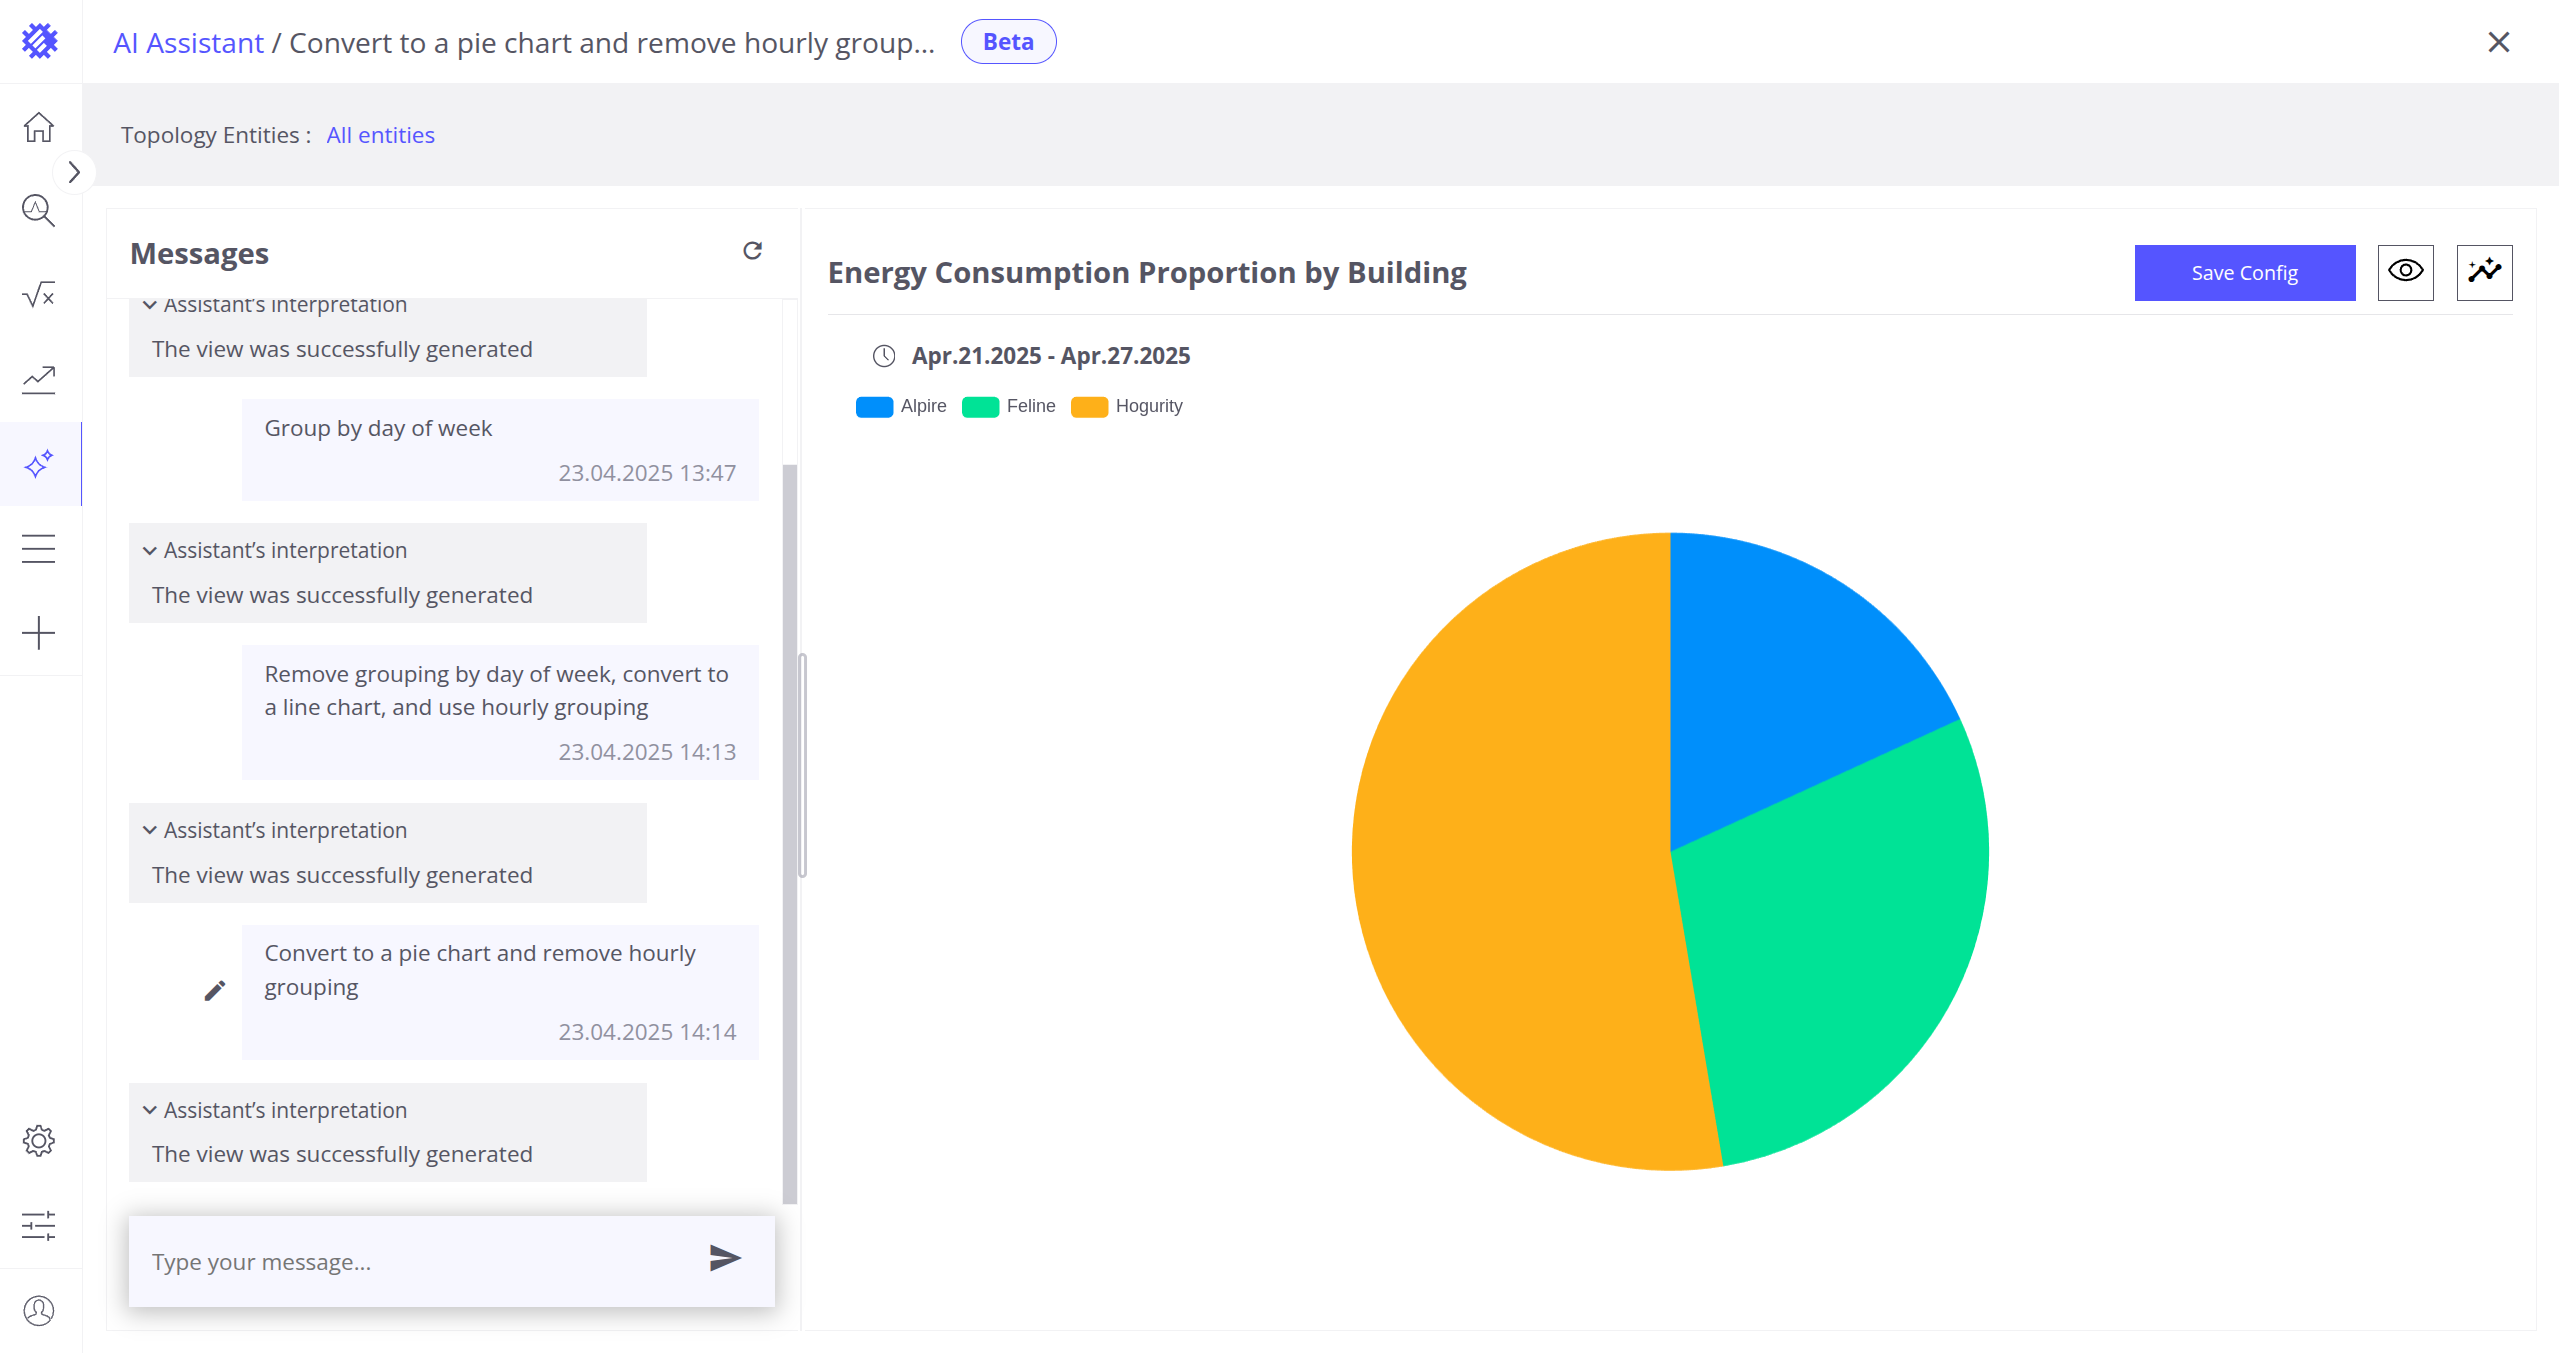 AI Assistant / Convert to a pie chart and remove hourly group... Beta
Topology Entities : All entities
Messages
Assistant’s interpretation
The view was successfully generated
Group by day of week
23.04.2025 13:47
Assistant’s interpretation
The view was successfully generated
Remove grouping by day of week, convert to
a line chart, and use hourly grouping
23.04.2025 14:13
Assistant’s interpretation
The view was successfully generated
Convert to a pie chart and remove hourly
grouping
23.04.2025 14:14
Assistant’s interpretation
The view was successfully generated
Type your message...
Energy Consumption Proportion by Building
Save Config
Apr.21.2025 - Apr.27.2025
Alpire Feline Hogurity